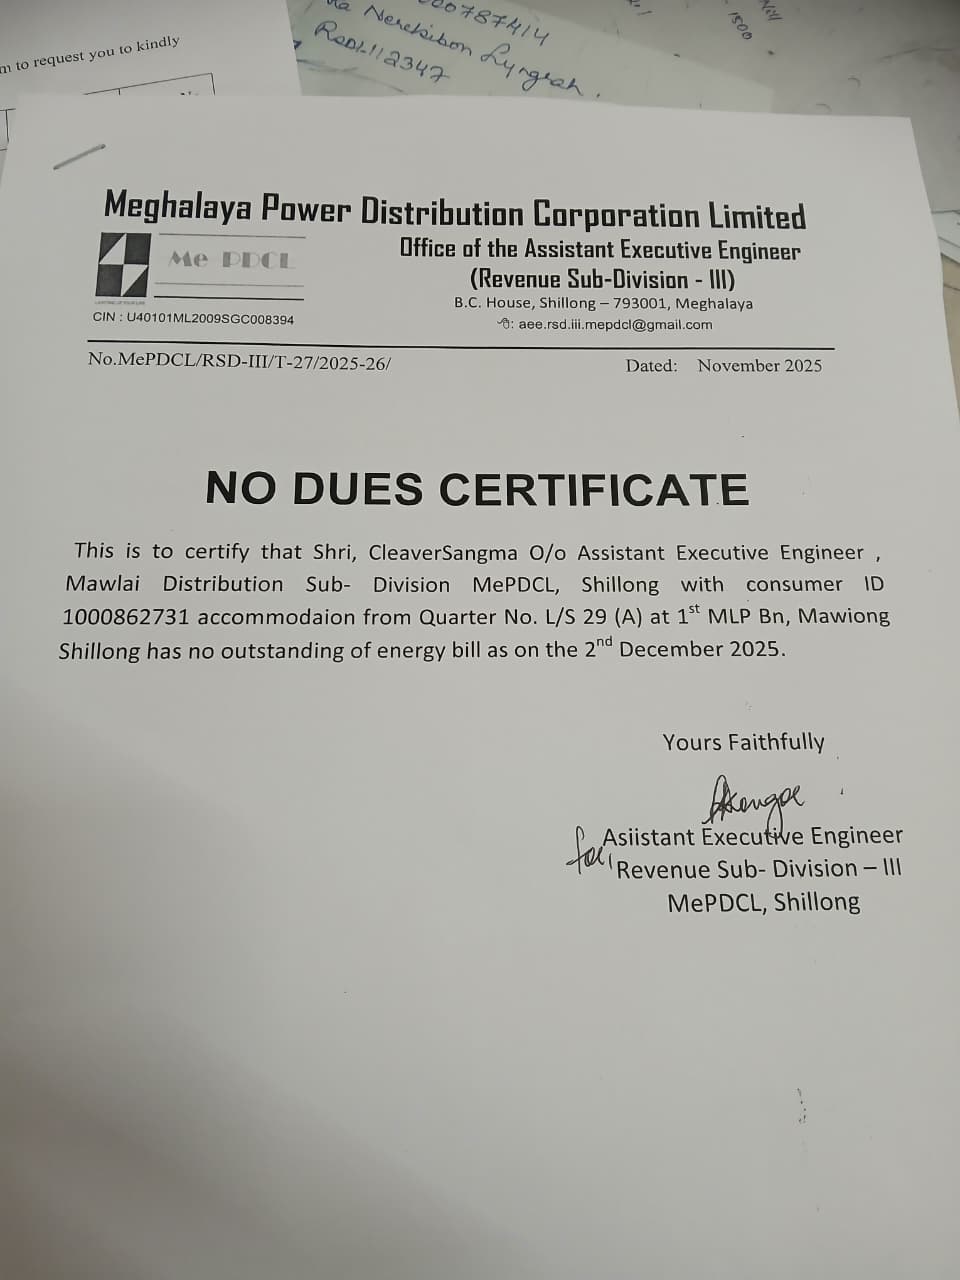 m to request you to kindly
00787414
Nerekibon Lyngrah.
RSDI-112347
1500
Meghalaya Power Distribution Corporation Limited
Me PDCL
Office of the Assistant Executive Engineer
(Revenue Sub-Division - III)
B.C. House, Shillong – 793001, Meghalaya
CIN : U40101ML2009SGC008394
: aee.rsd.iii.mepdcl@gmail.com
No.MePDCL/RSD-III/T-27/2025-26/ Dated: November 2025
NO DUES CERTIFICATE
This is to certify that Shri, CleaverSangma O/o Assistant Executive Engineer ,
Mawlai Distribution Sub- Division MePDCL, Shillong with consumer ID
1000862731 accommodaion from Quarter No. L/S 29 (A) at 1st MLP Bn, Mawiong
Shillong has no outstanding of energy bill as on the 2nd December 2025.
Yours Faithfully
for Asiistant Executive Engineer
Revenue Sub- Division – III
MePDCL, Shillong